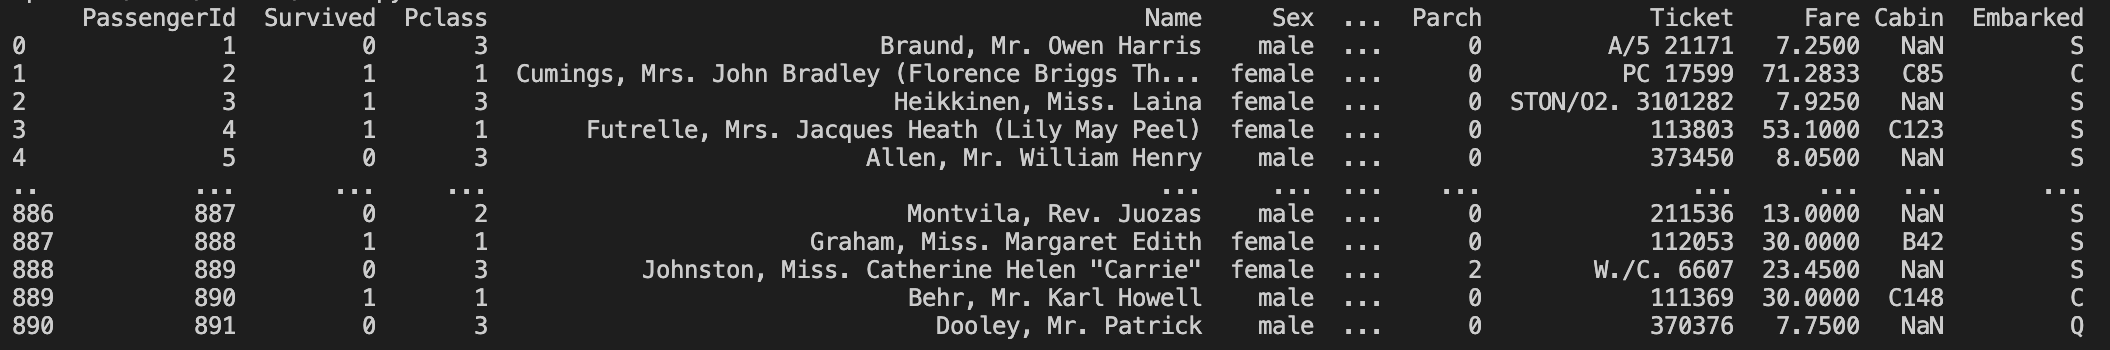 PassengerId Survived Pclass Name Sex ... Parch Ticket Fare Cabin Embarked
0 1 0 3 Braund, Mr. Owen Harris male ... 0 A/5 21171 7.2500 NaN S
1 2 1 1 Cumings, Mrs. John Bradley (Florence Briggs Th... female ... 0 PC 17599 71.2833 C85 C
2 3 1 3 Heikkinen, Miss. Laina female ... 0 STON/O2. 3101282 7.9250 NaN S
3 4 1 1 Futrelle, Mrs. Jacques Heath (Lily May Peel) female ... 0 113803 53.1000 C123 S
4 5 0 3 Allen, Mr. William Henry male ... 0 373450 8.0500 NaN S
.. ... ... ... ... ... ... ... ... ... ... ...
886 887 0 2 Montvila, Rev. Juozas male ... 0 211536 13.0000 NaN S
887 888 1 1 Graham, Miss. Margaret Edith female ... 0 112053 30.0000 B42 S
888 889 0 3 Johnston, Miss. Catherine Helen "Carrie" female ... 2 W./C. 6607 23.4500 NaN S
889 890 1 1 Behr, Mr. Karl Howell male ... 0 111369 30.0000 C148 C
890 891 0 3 Dooley, Mr. Patrick male ... 0 370376 7.7500 NaN Q